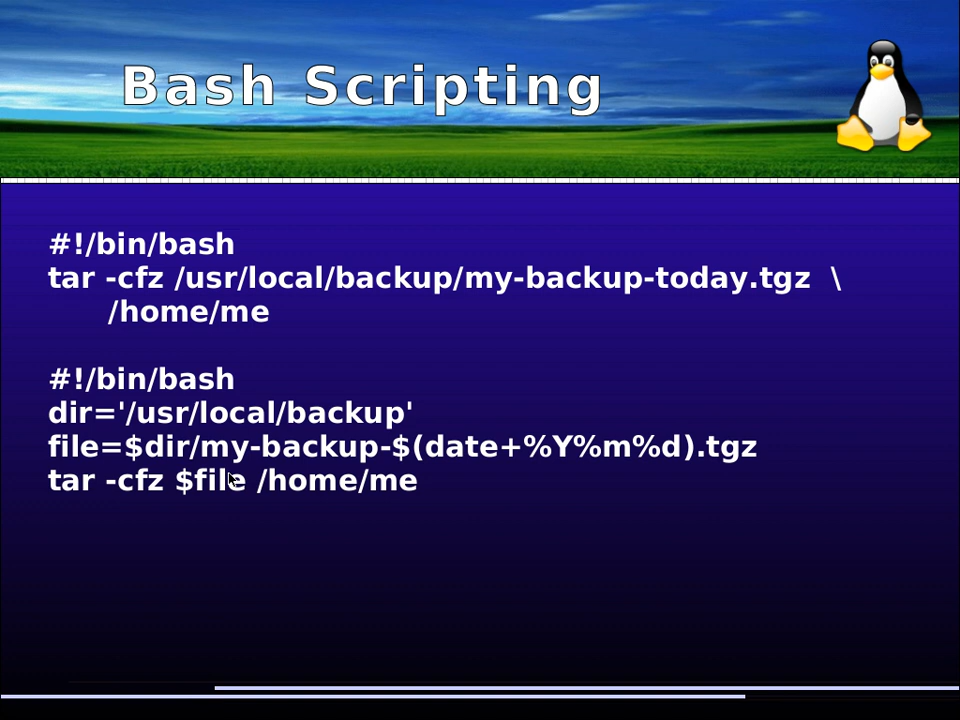 Bash Scripting
#!/bin/bash
tar -cfz /usr/local/backup/my-backup-today.tgz \
/home/me
#!/bin/bash
dir='/usr/local/backup'
file=$dir/my-backup-$(date+%Y%m%d).tgz
tar -cfz $file /home/me